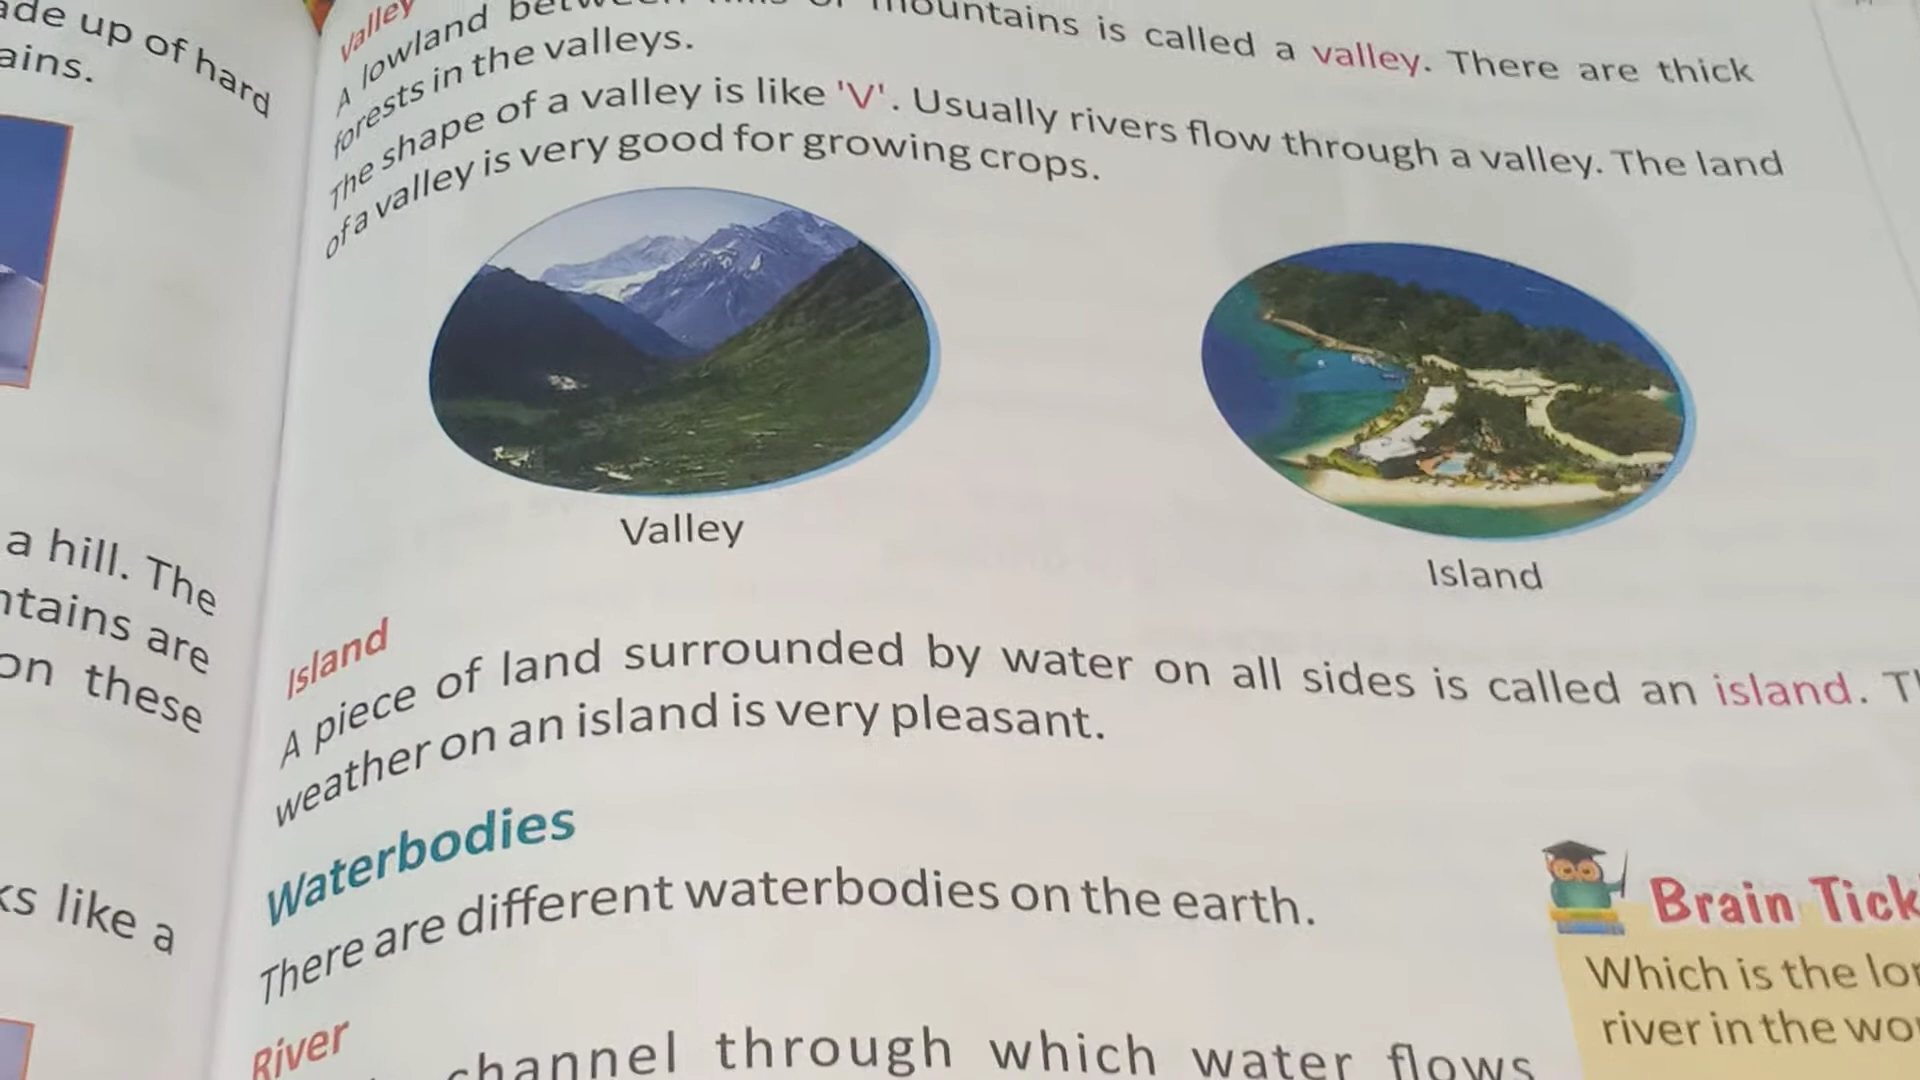 ade up of hard
ains.
a hill. The
ntains are
on these
ks like a
Valley
A lowland between hills or mountains is called a valley. There are thick
forests in the valleys.
The shape of a valley is like 'V'. Usually rivers flow through a valley. The land
of a valley is very good for growing crops.
Valley
Island
Island
A piece of land surrounded by water on all sides is called an island. Th
weather on an island is very pleasant.
Waterbodies
There are different waterbodies on the earth.
River
channel through which water flows
Brain Tick
Which is the lon
river in the wo